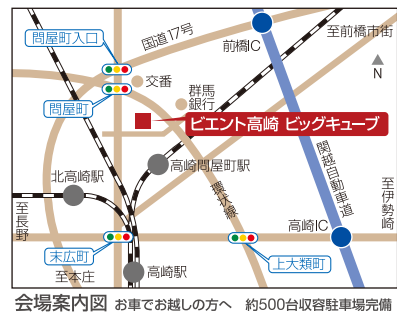 問屋町入口
国道17号
前橋IC
至前橋市街
N
交番
群馬
銀行
問屋町
ビエント高崎 ビッグキューブ
高崎問屋町駅
北高崎駅
環状線
関越自動車道
至伊勢崎
至長野
高崎IC
末広町
上大類町
至本庄
高崎駅
会場案内図 お車でお越しの方へ 約500台収容駐車場完備